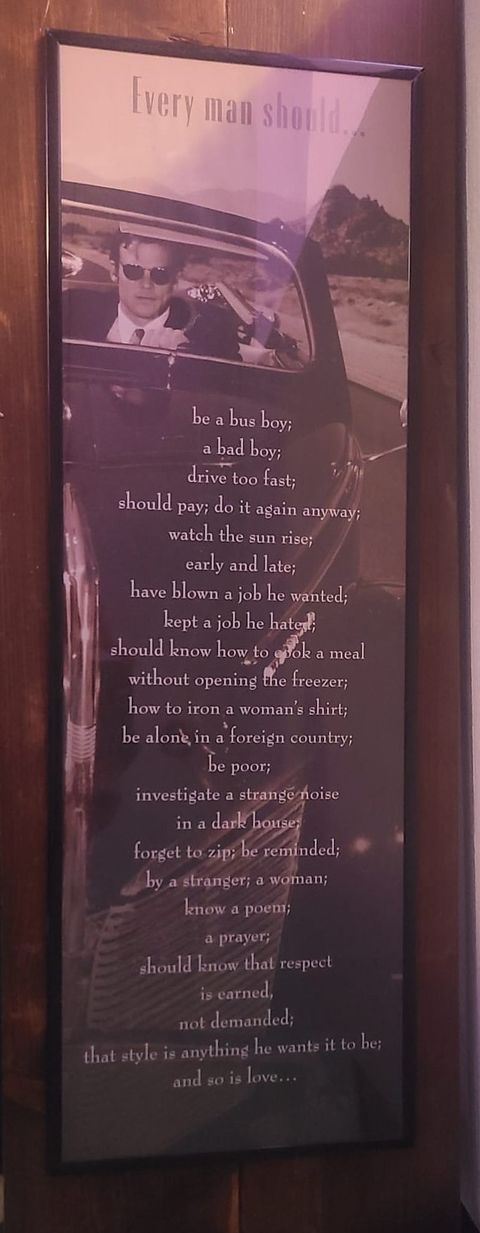 Every man should...
be a bus boy;
a bad boy;
drive too fast;
should pay; do it again anyway;
watch the sun rise;
early and late;
have blown a job he wanted;
kept a job he hated;
should know how to cook a meal
without opening the freezer;
how to iron a woman's shirt;
be alone in a foreign country;
be poor;
investigate a strange noise
in a dark house;
forget to zip; be reminded;
by a stranger; a woman;
know a poem;
a prayer;
should know that respect
is earned,
not demanded;
that style is anything he wants it to be;
and so is love...